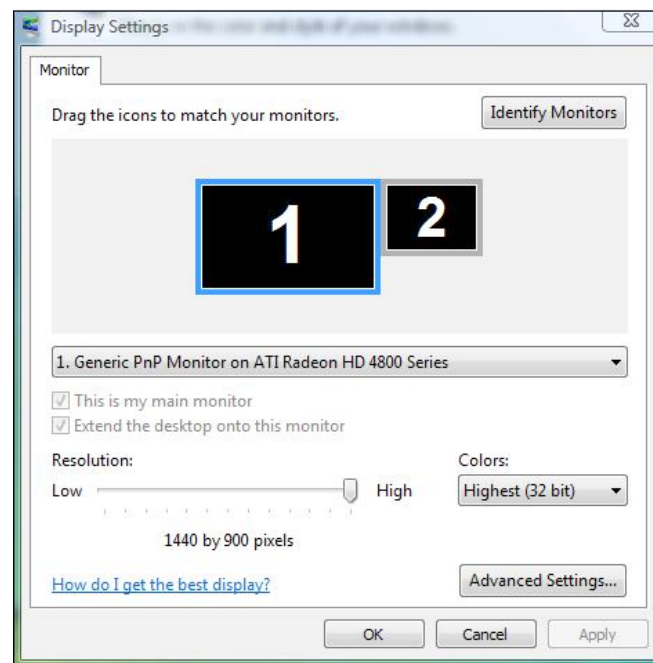 Display Settings
Monitor
Drag the icons to match your monitors.
Identify Monitors
1
2
1. Generic PnP Monitor on ATI Radeon HD 4800 Series
This is my main monitor
Extend the desktop onto this monitor
Resolution:
Colors:
Low
High
Highest (32 bit)
1440 by 900 pixels
How do I get the best display?
Advanced Settings...
OK
Cancel
Apply